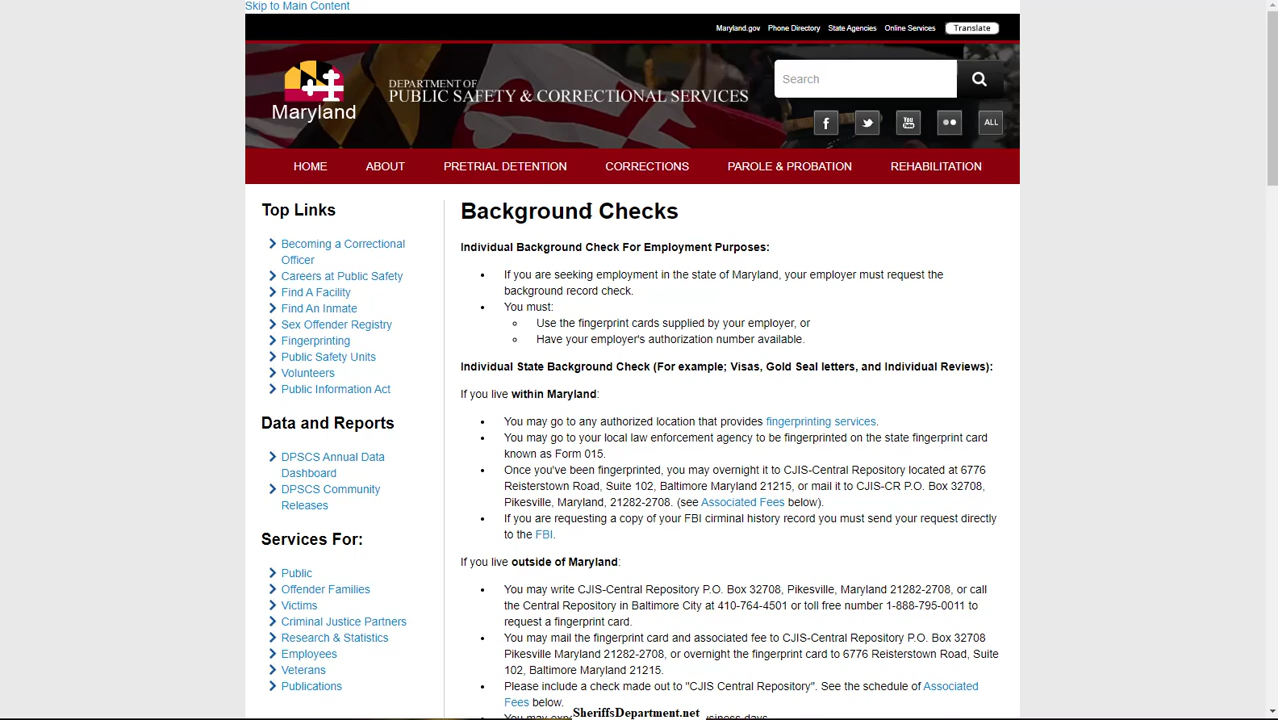 Skip to Main Content
Maryland.gov Phone Directory State Agencies Online Services Translate
Maryland
DEPARTMENT OF
PUBLIC SAFETY & CORRECTIONAL SERVICES
Search
f
You
ALL
HOME ABOUT PRETRIAL DETENTION CORRECTIONS PAROLE & PROBATION REHABILITATION
Top Links
Becoming a Correctional
Officer
Careers at Public Safety
Find A Facility
Find An Inmate
Sex Offender Registry
Fingerprinting
Public Safety Units
Volunteers
Public Information Act
Data and Reports
DPSCS Annual Data
Dashboard
DPSCS Community
Releases
Services For:
Public
Offender Families
Victims
Criminal Justice Partners
Research & Statistics
Employees
Veterans
Publications
Background Checks
Individual Background Check For Employment Purposes:
• If you are seeking employment in the state of Maryland, your employer must request the
background record check.
• You must:
◦ Use the fingerprint cards supplied by your employer, or
◦ Have your employer's authorization number available.
Individual State Background Check (For example; Visas, Gold Seal letters, and Individual Reviews):
If you live within Maryland:
• You may go to any authorized location that provides fingerprinting services.
• You may go to your local law enforcement agency to be fingerprinted on the state fingerprint card
known as Form 015.
• Once you've been fingerprinted, you may overnight it to CJIS-Central Repository located at 6776
Reisterstown Road, Suite 102, Baltimore Maryland 21215, or mail it to CJIS-CR P.O. Box 32708,
Pikesville, Maryland, 21282-2708. (see Associated Fees below).
• If you are requesting a copy of your FBI cirminal history record you must send your request directly
to the FBI.
If you live outside of Maryland:
• You may write CJIS-Central Repository P.O. Box 32708, Pikesville, Maryland 21282-2708, or call
the Central Repository in Baltimore City at 410-764-4501 or toll free number 1-888-795-0011 to
request a fingerprint card.
• You may mail the fingerprint card and associated fee to CJIS-Central Repository P.O. Box 32708
Pikesville Maryland 21282-2708, or overnight the fingerprint card to 6776 Reisterstown Road, Suite
102, Baltimore Maryland 21215.
• Please include a check made out to "CJIS Central Repository". See the schedule of Associated
Fees below.
SheriffsDepartment.net